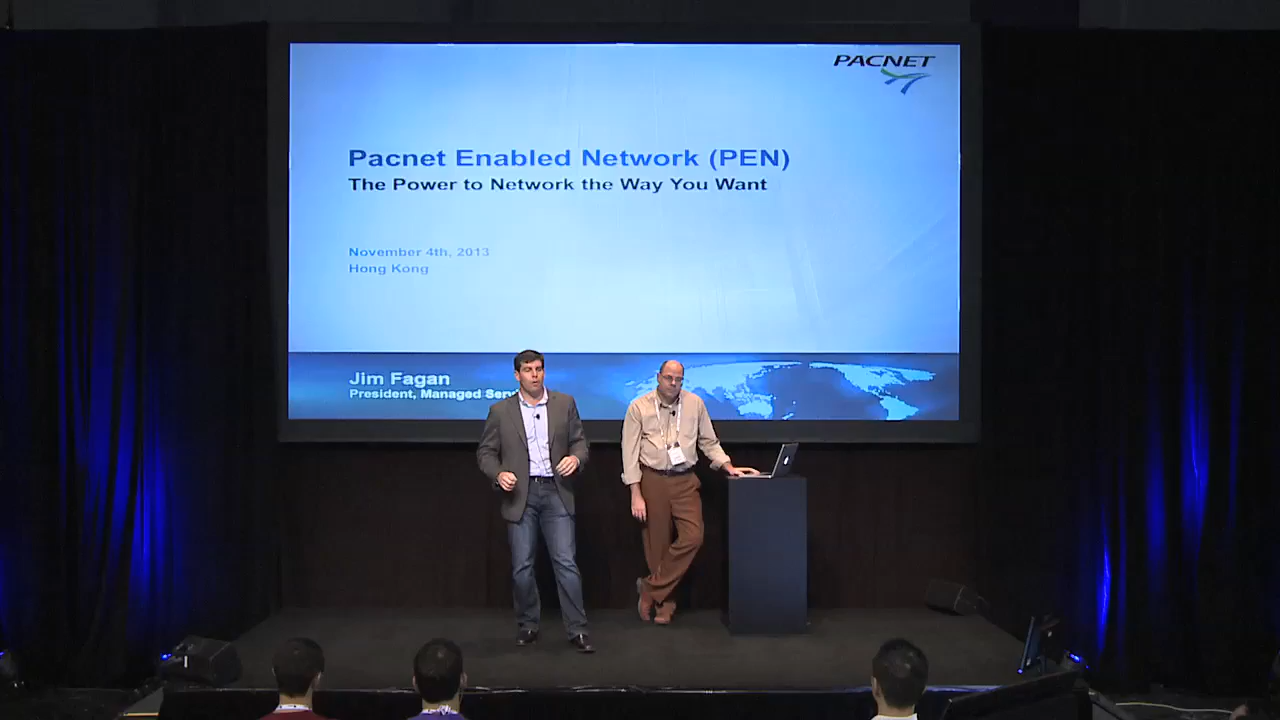 PACNET
Pacnet Enabled Network (PEN)
The Power to Network the Way You Want
November 4th, 2013
Hong Kong
Jim Fagan
President, Managed